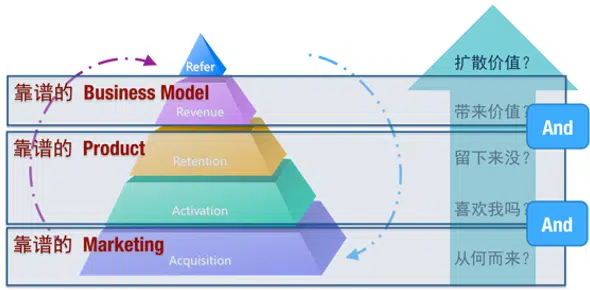 Refer
扩散价值?
靠谱的 Business Model
Revenue
带来价值?
And
靠谱的 Product
Retention
留下来没?
Activation
喜欢我吗?
And
靠谱的 Marketing
Acquisition
从何而来?